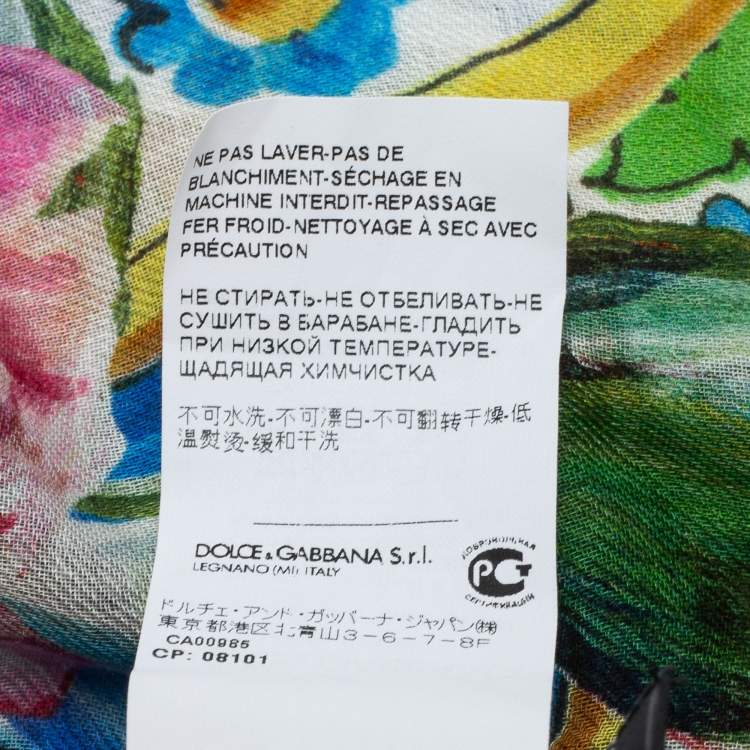 NE PAS LAVER-PAS DE
BLANCHIMENT-SÉCHAGE EN
MACHINE INTERDIT-REPASSAGE
FER FROID-NETTOYAGE À SEC AVEC
PRÉCAUTION
НЕ СТИРАТЬ-НЕ ОТБЕЛИВАТЬ-НЕ
СУШИТЬ В БАРАБАНЕ-ГЛАДИТЬ
ПРИ НИЗКОЙ ТЕМПЕРАТУРЕ-
ЩАДЯЩАЯ ХИМЧИСТКА
不可水洗-不可漂白-不可翻转干燥-低
温熨烫-缓和干洗
DOLCE & GABBANA S.r.l.
LEGNANO (MI) ITALY
ДОБРОВОЛЬНАЯ
РСТ
СЕРТИФИКАЦИЯ
ドルチェ・アンド・ガッバーナ・ジャパン㈱
東京都港区北青山3-6-7-8F
CA00985
CP: 08101